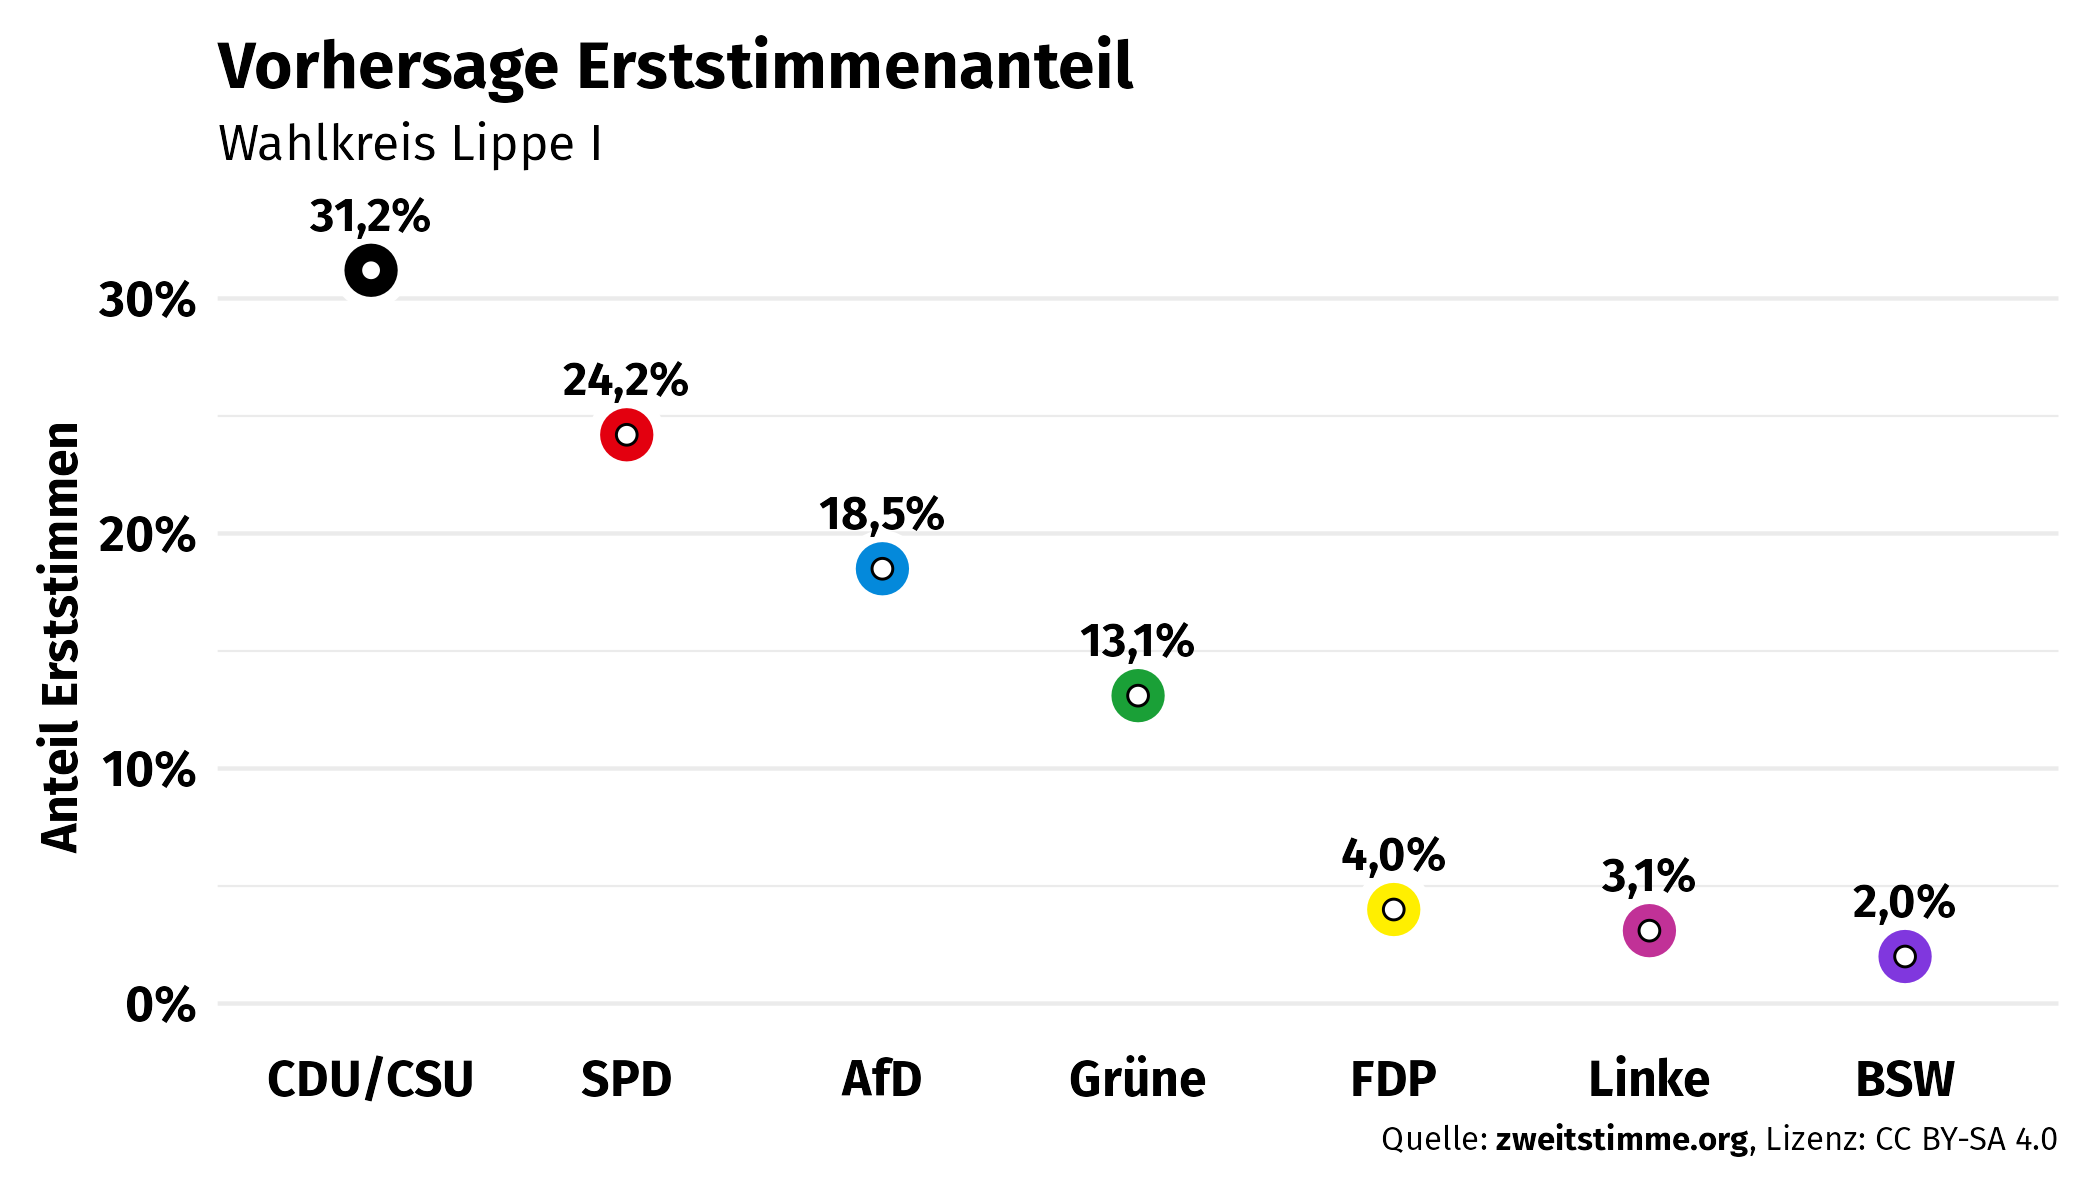 Vorhersage Erststimmenanteil
Wahlkreis Lippe I
31,2%
30%
24,2%
18,5%
20%
13,1%
10%
4,0%
3,1%
2,0%
0%
Anteil Erststimmen
CDU/CSU SPD AfD Grüne FDP Linke BSW
Quelle: zweitstimme.org, Lizenz: CC BY-SA 4.0